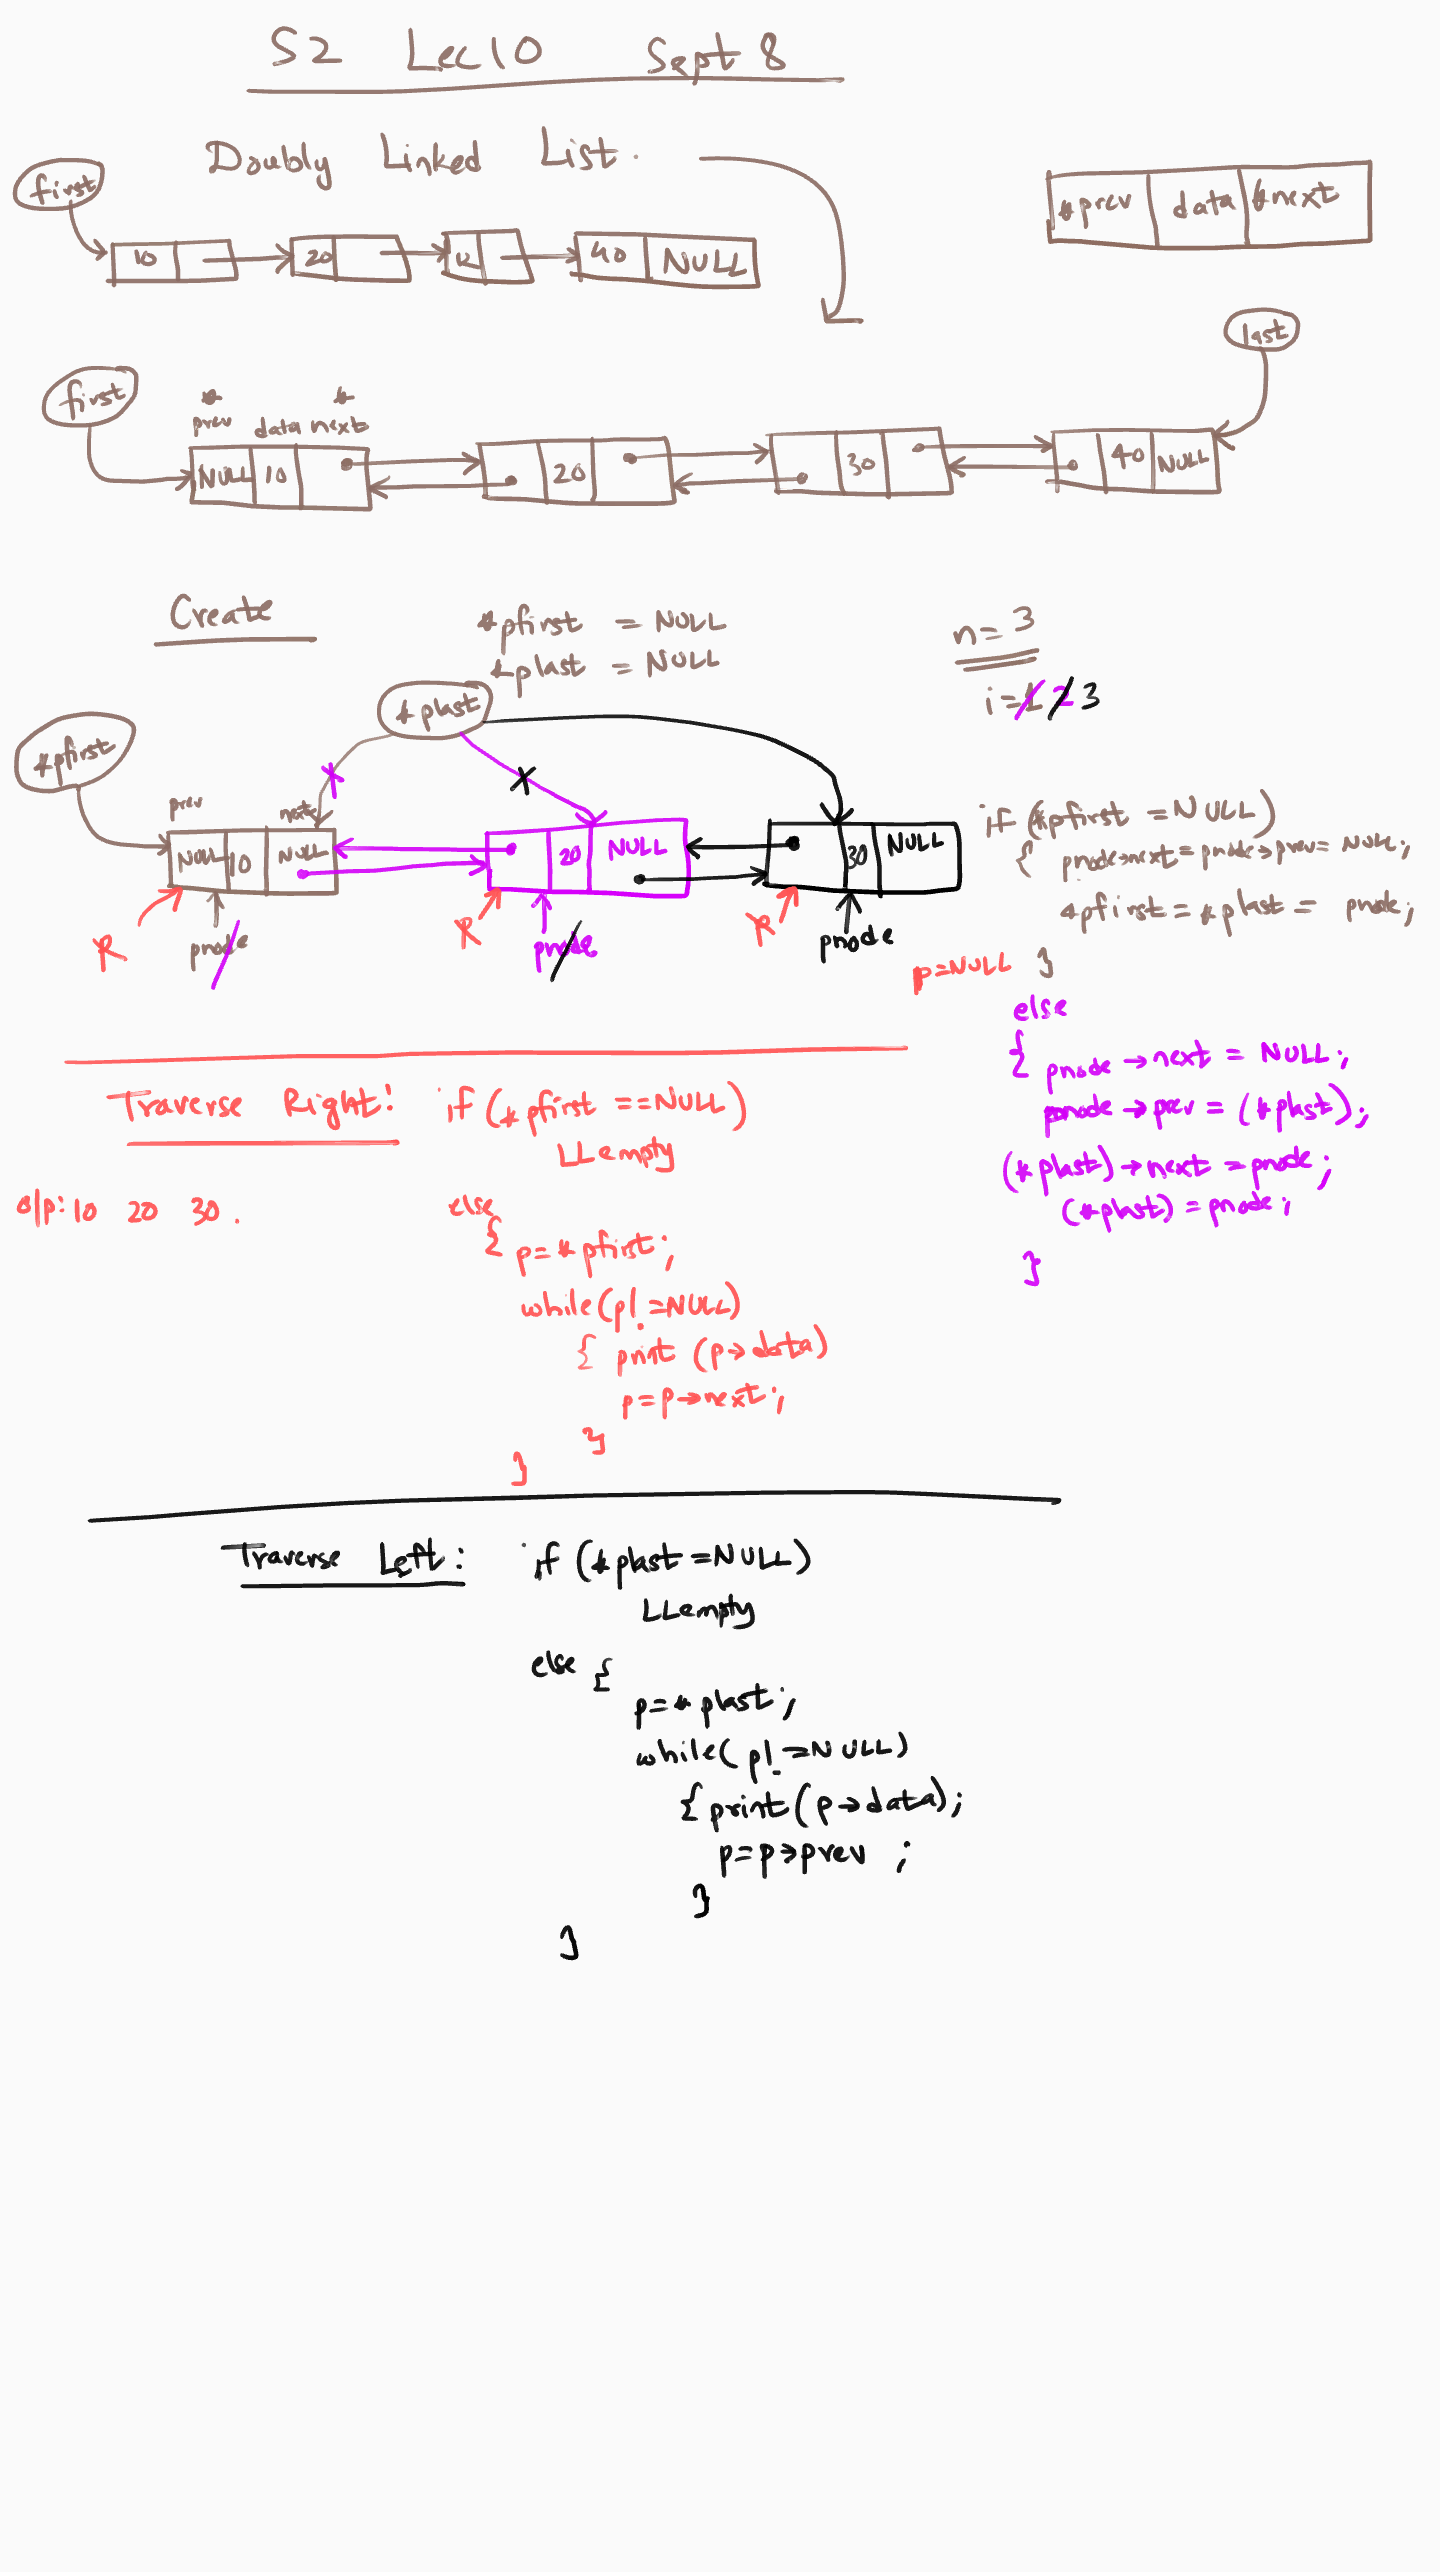 S2 Lec10 Sept 8
Doubly Linked List.
first
*prev data *next
10 20 40 NULL
last
first
* *
prev data next
NULL 10 20 30 40 NULL
Create
*pfirst = NULL
*plast = NULL
n=3
i=1 2 3
*plast
*pfirst
prev next
NULL 10 NULL 20 NULL 30 NULL
pnode pnode pnode
if (*pfirst =NULL)
{ pnode→next = pnode→prev= NULL;
*pfirst = *plast = pnode;
}
p=NULL
else
{ pnode →next = NULL;
pnode →prev = (*plast);
(*plast)→next =pnode;
(*plast) = pnode;
}
Traverse Right: if (*pfirst ==NULL)
LLempty
o/p: 10 20 30.
else
{ p= *pfirst;
while(p!=NULL)
{ print (p→data)
p=p→next;
}
}
Traverse Left: if (*plast =NULL)
LLempty
else {
p=*plast;
while(p!=NULL)
{ print(p→data);
p=p→prev ;
}
}